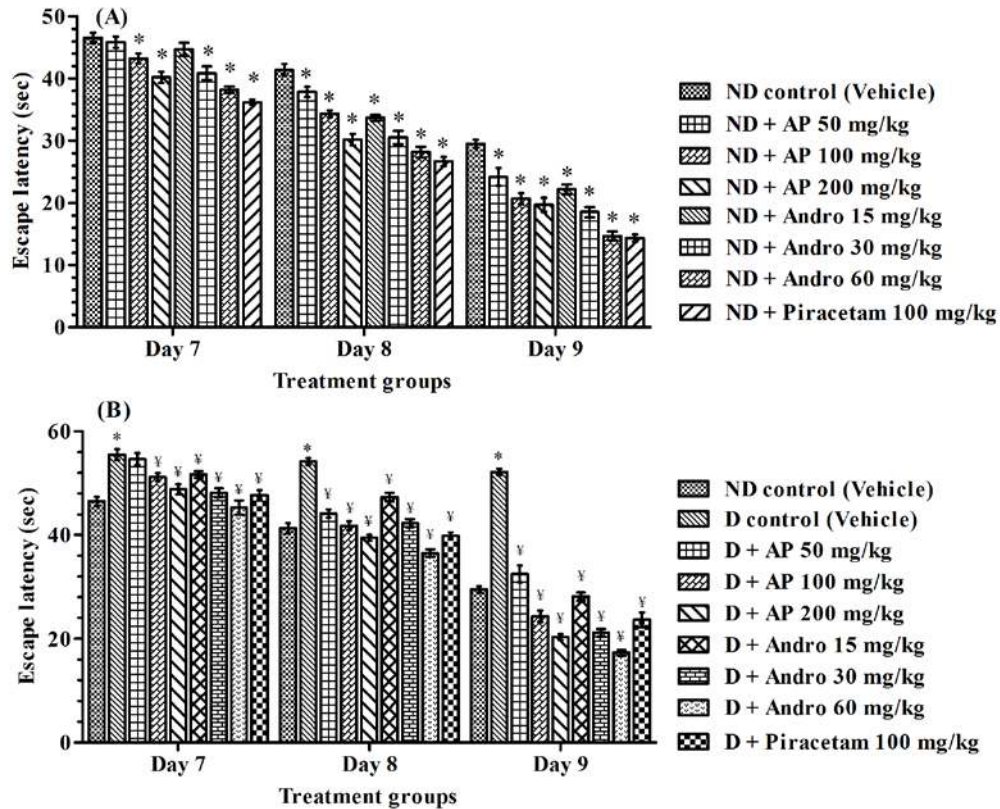 (A)
50
40
30
20
10
0
Escape latency (sec)
* * * * *
* * * * * * *
* * * * * * *
Day 7 Day 8 Day 9
Treatment groups
ND control (Vehicle)
ND + AP 50 mg/kg
ND + AP 100 mg/kg
ND + AP 200 mg/kg
ND + Andro 15 mg/kg
ND + Andro 30 mg/kg
ND + Andro 60 mg/kg
ND + Piracetam 100 mg/kg
(B)
60
40
20
0
Escape latency (sec)
* ¥ ¥ ¥ ¥ ¥ ¥
* ¥ ¥ ¥ ¥ ¥ ¥ ¥
* ¥ ¥ ¥ ¥ ¥ ¥ ¥
Day 7 Day 8 Day 9
Treatment groups
ND control (Vehicle)
D control (Vehicle)
D + AP 50 mg/kg
D + AP 100 mg/kg
D + AP 200 mg/kg
D + Andro 15 mg/kg
D + Andro 30 mg/kg
D + Andro 60 mg/kg
D + Piracetam 100 mg/kg